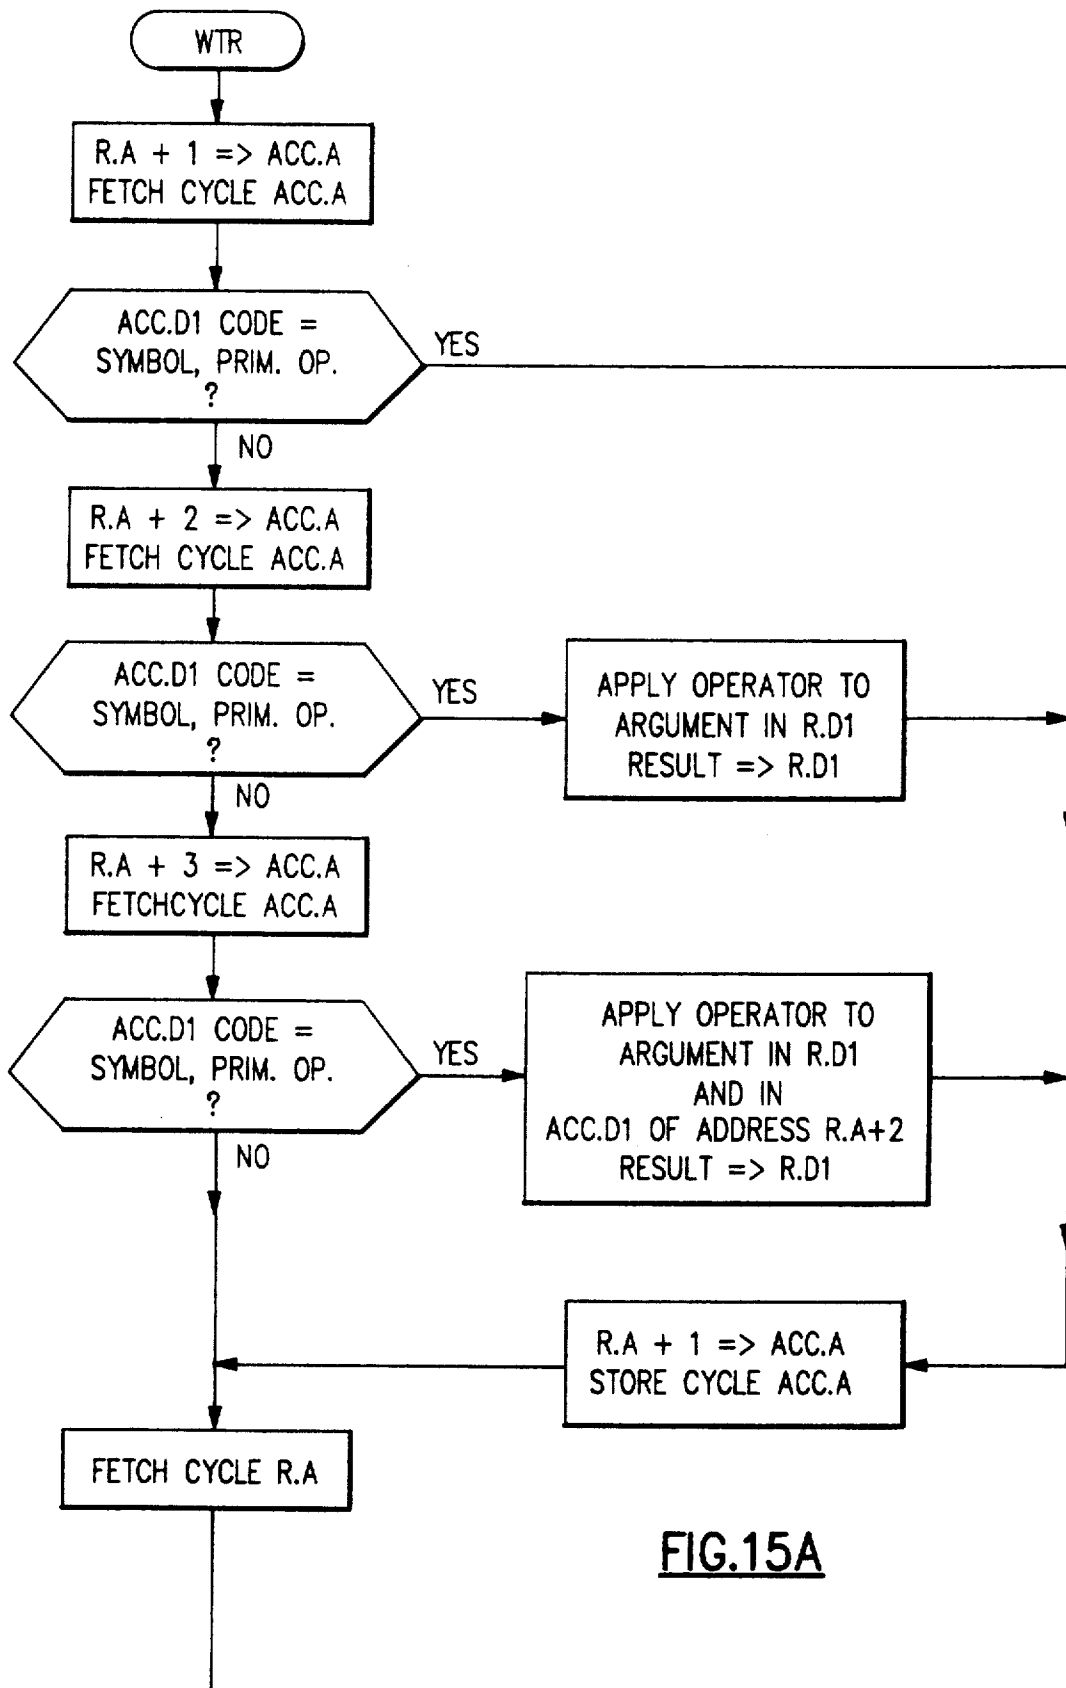 WTR
R.A + 1 => ACC.A
FETCH CYCLE ACC.A
ACC.D1 CODE =
SYMBOL, PRIM. OP.
?
YES
NO
R.A + 2 => ACC.A
FETCH CYCLE ACC.A
ACC.D1 CODE =
SYMBOL, PRIM. OP.
?
YES
APPLY OPERATOR TO
ARGUMENT IN R.D1
RESULT => R.D1
NO
R.A + 3 => ACC.A
FETCHCYCLE ACC.A
ACC.D1 CODE =
SYMBOL, PRIM. OP.
?
YES
APPLY OPERATOR TO
ARGUMENT IN R.D1
AND IN
ACC.D1 OF ADDRESS R.A+2
RESULT => R.D1
NO
R.A + 1 => ACC.A
STORE CYCLE ACC.A
FETCH CYCLE R.A
FIG.15A